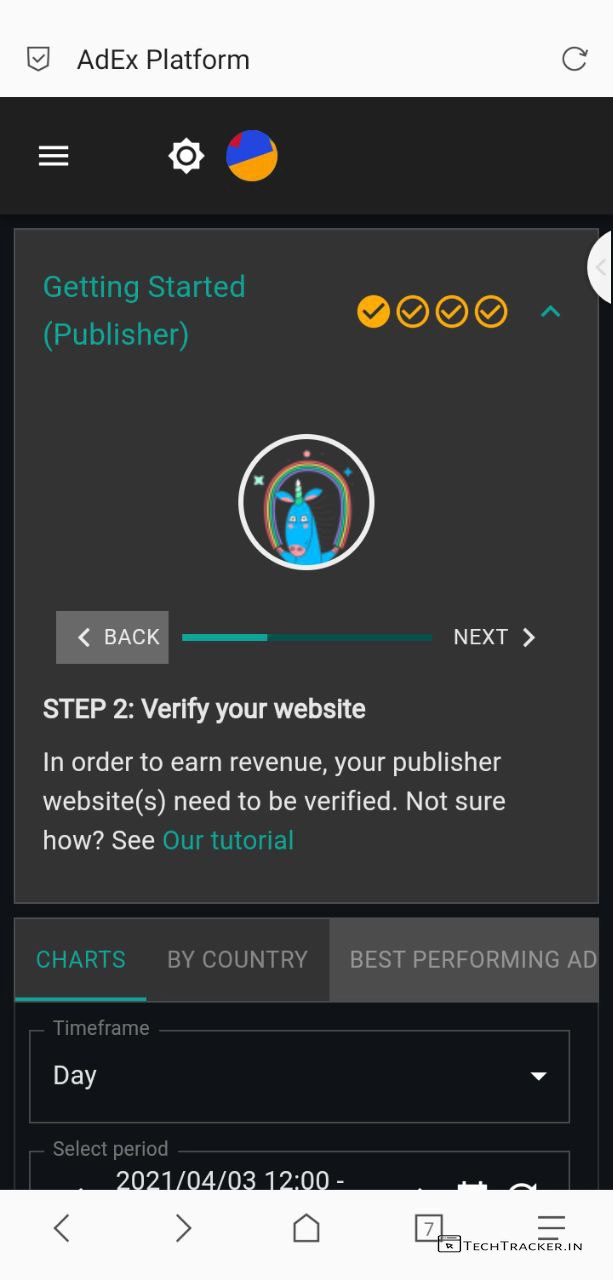 AdEx Platform
Getting Started
(Publisher)
BACK
NEXT
STEP 2: Verify your website
In order to earn revenue, your publisher
website(s) need to be verified. Not sure
how? See Our tutorial
CHARTS BY COUNTRY BEST PERFORMING AD
Timeframe
Day
Select period
2021/04/03 12:00 -
7
TECHTRACKER.IN